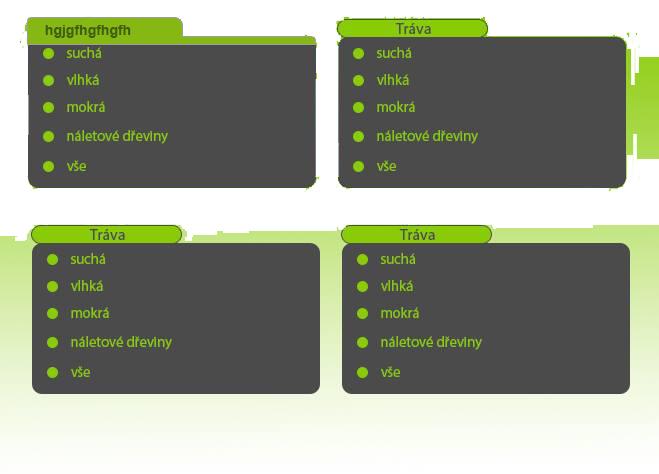 hgjgfhgfhgfh
suchá
vlhká
mokrá
náletové dřeviny
vše
Tráva
suchá
vlhká
mokrá
náletové dřeviny
vše
Tráva
suchá
vlhká
mokrá
náletové dřeviny
vše
Tráva
suchá
vlhká
mokrá
náletové dřeviny
vše